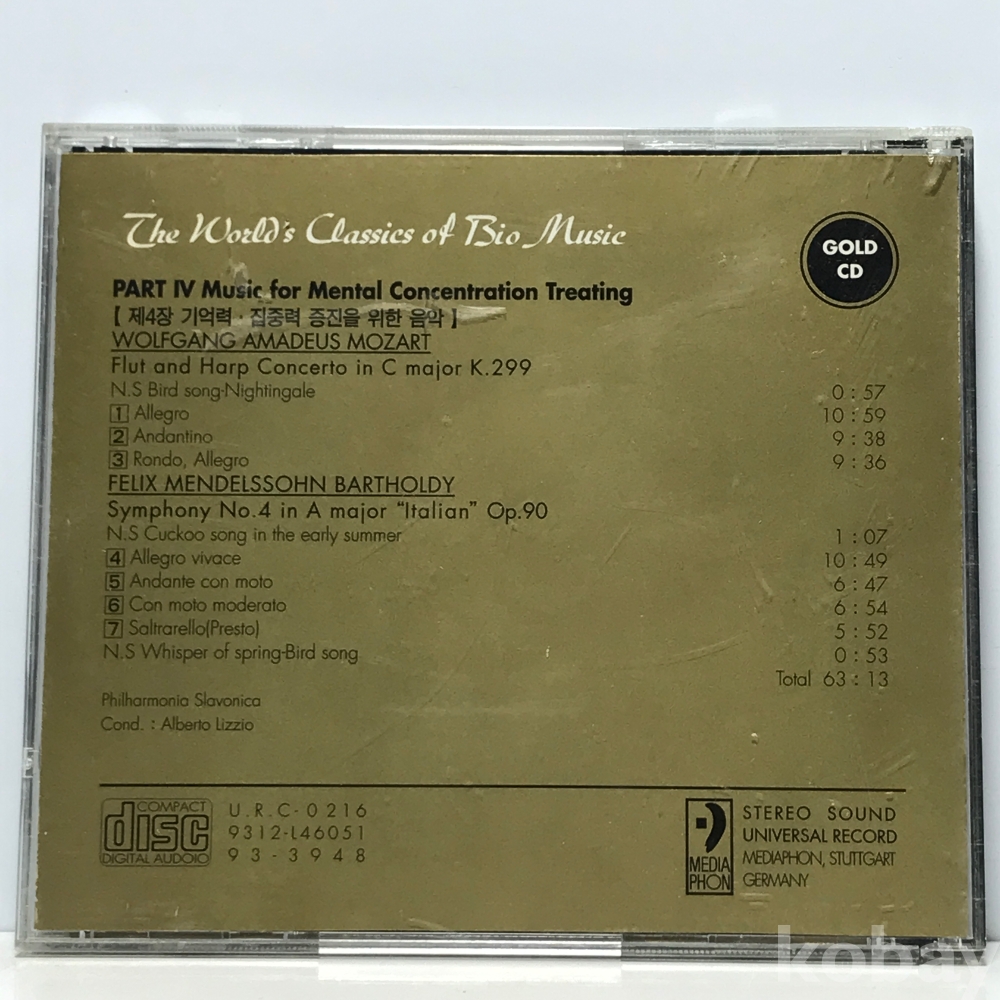 The World's Classics of Bio Music
GOLD
CD
PART IV Music for Mental Concentration Treating
【 제4장 기억력 · 집중력 증진을 위한 음악 】
WOLFGANG AMADEUS MOZART
Flut and Harp Concerto in C major K.299
N.S Bird song-Nightingale 0 : 57
1 Allegro 10 : 59
2 Andantino 9 : 38
3 Rondo, Allegro 9 : 36
FELIX MENDELSSOHN BARTHOLDY
Symphony No.4 in A major "Italian" Op.90
N.S Cuckoo song in the early summer 1 : 07
4 Allegro vivace 10 : 49
5 Andante con moto 6 : 47
6 Con moto moderato 6 : 54
7 Saltrarello(Presto) 5 : 52
N.S Whisper of spring-Bird song 0 : 53
Total 63 : 13
Philharmonia Slavonica
Cond. : Alberto Lizzio
COMPACT
disc
DIGITAL AUDOIO
U.R.C-0216
9312-L46051
93-3948
MEDIA
PHON
STEREO SOUND
UNIVERSAL RECORD
MEDIAPHON, STUTTGART
GERMANY
kobay